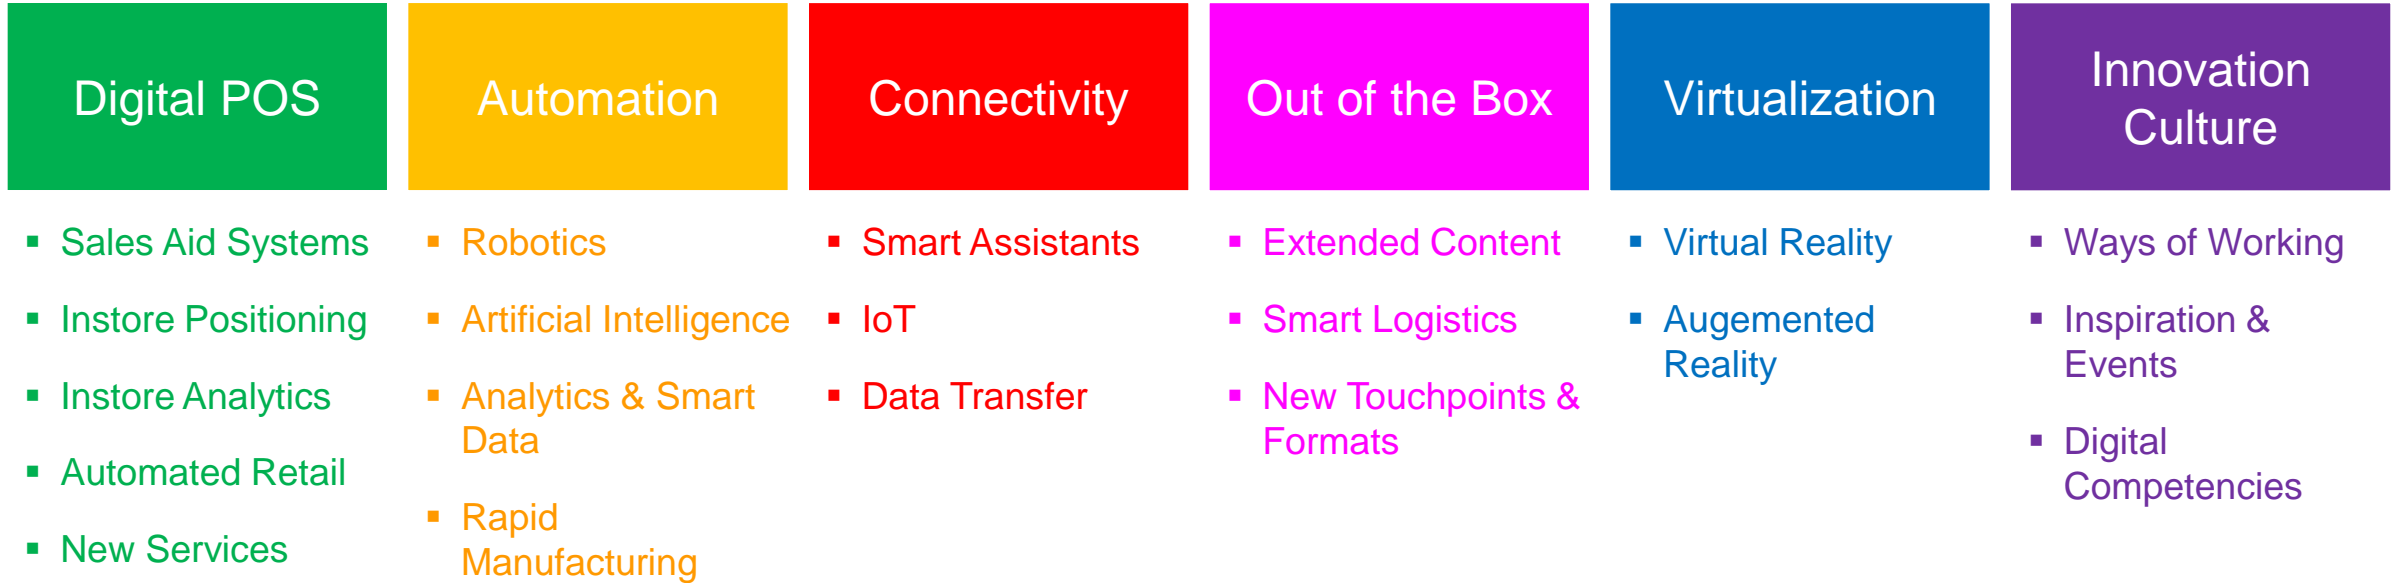 Digital POS
Automation
Connectivity
Out of the Box
Virtualization
Innovation
Culture
▪ Sales Aid Systems
▪ Instore Positioning
▪ Instore Analytics
▪ Automated Retail
▪ New Services
▪ Robotics
▪ Artificial Intelligence
▪ Analytics & Smart
Data
▪ Rapid
Manufacturing
▪ Smart Assistants
▪ IoT
▪ Data Transfer
▪ Extended Content
▪ Smart Logistics
▪ New Touchpoints &
Formats
▪ Virtual Reality
▪ Augemented
Reality
▪ Ways of Working
▪ Inspiration &
Events
▪ Digital
Competencies